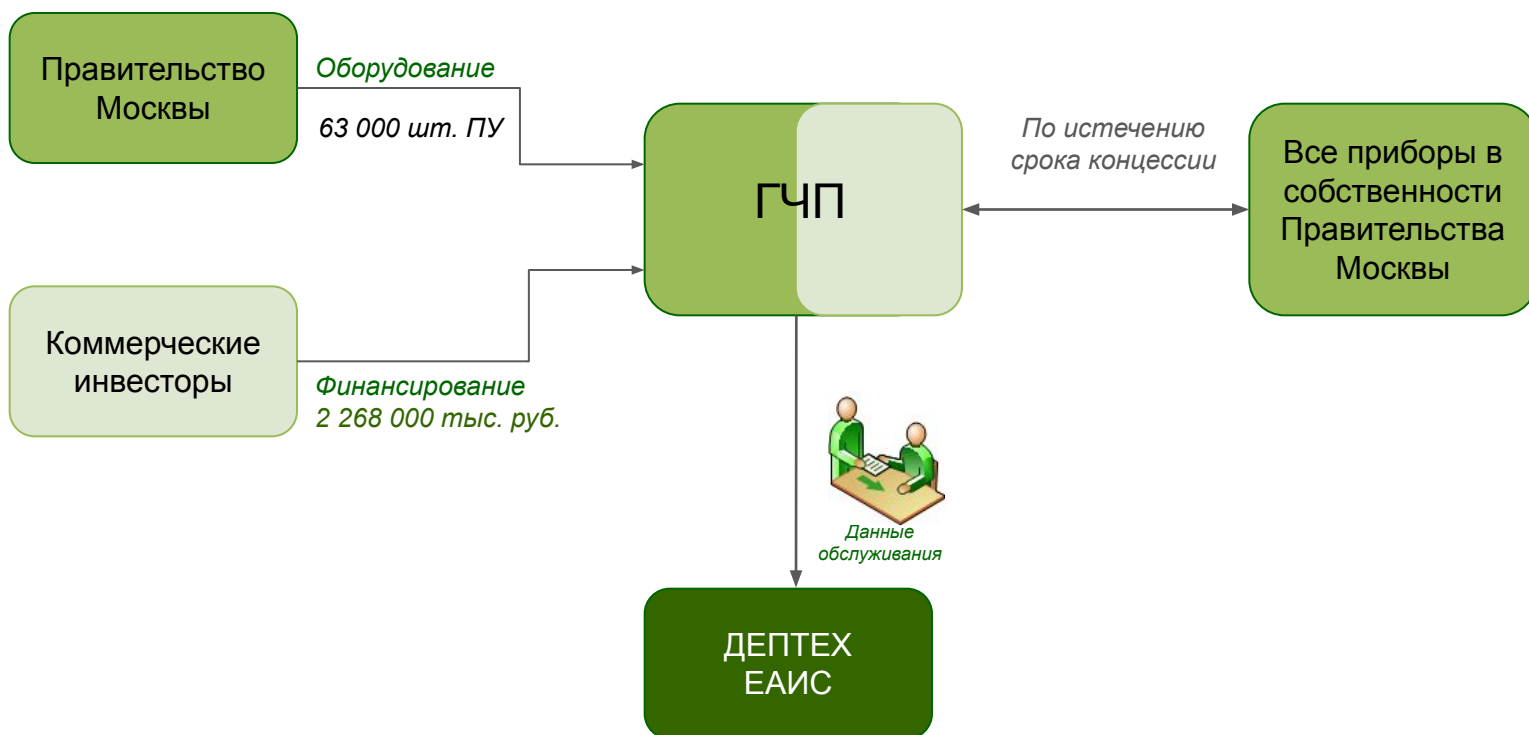 Правительство
Москвы
Оборудование
63 000 шт. ПУ
Коммерческие
инвесторы
Финансирование
2 268 000 тыс. руб.
ГЧП
По истечению
срока концессии
Все приборы в
собственности
Правительства
Москвы
Данные
обслуживания
ДЕПТЕХ
ЕАИС